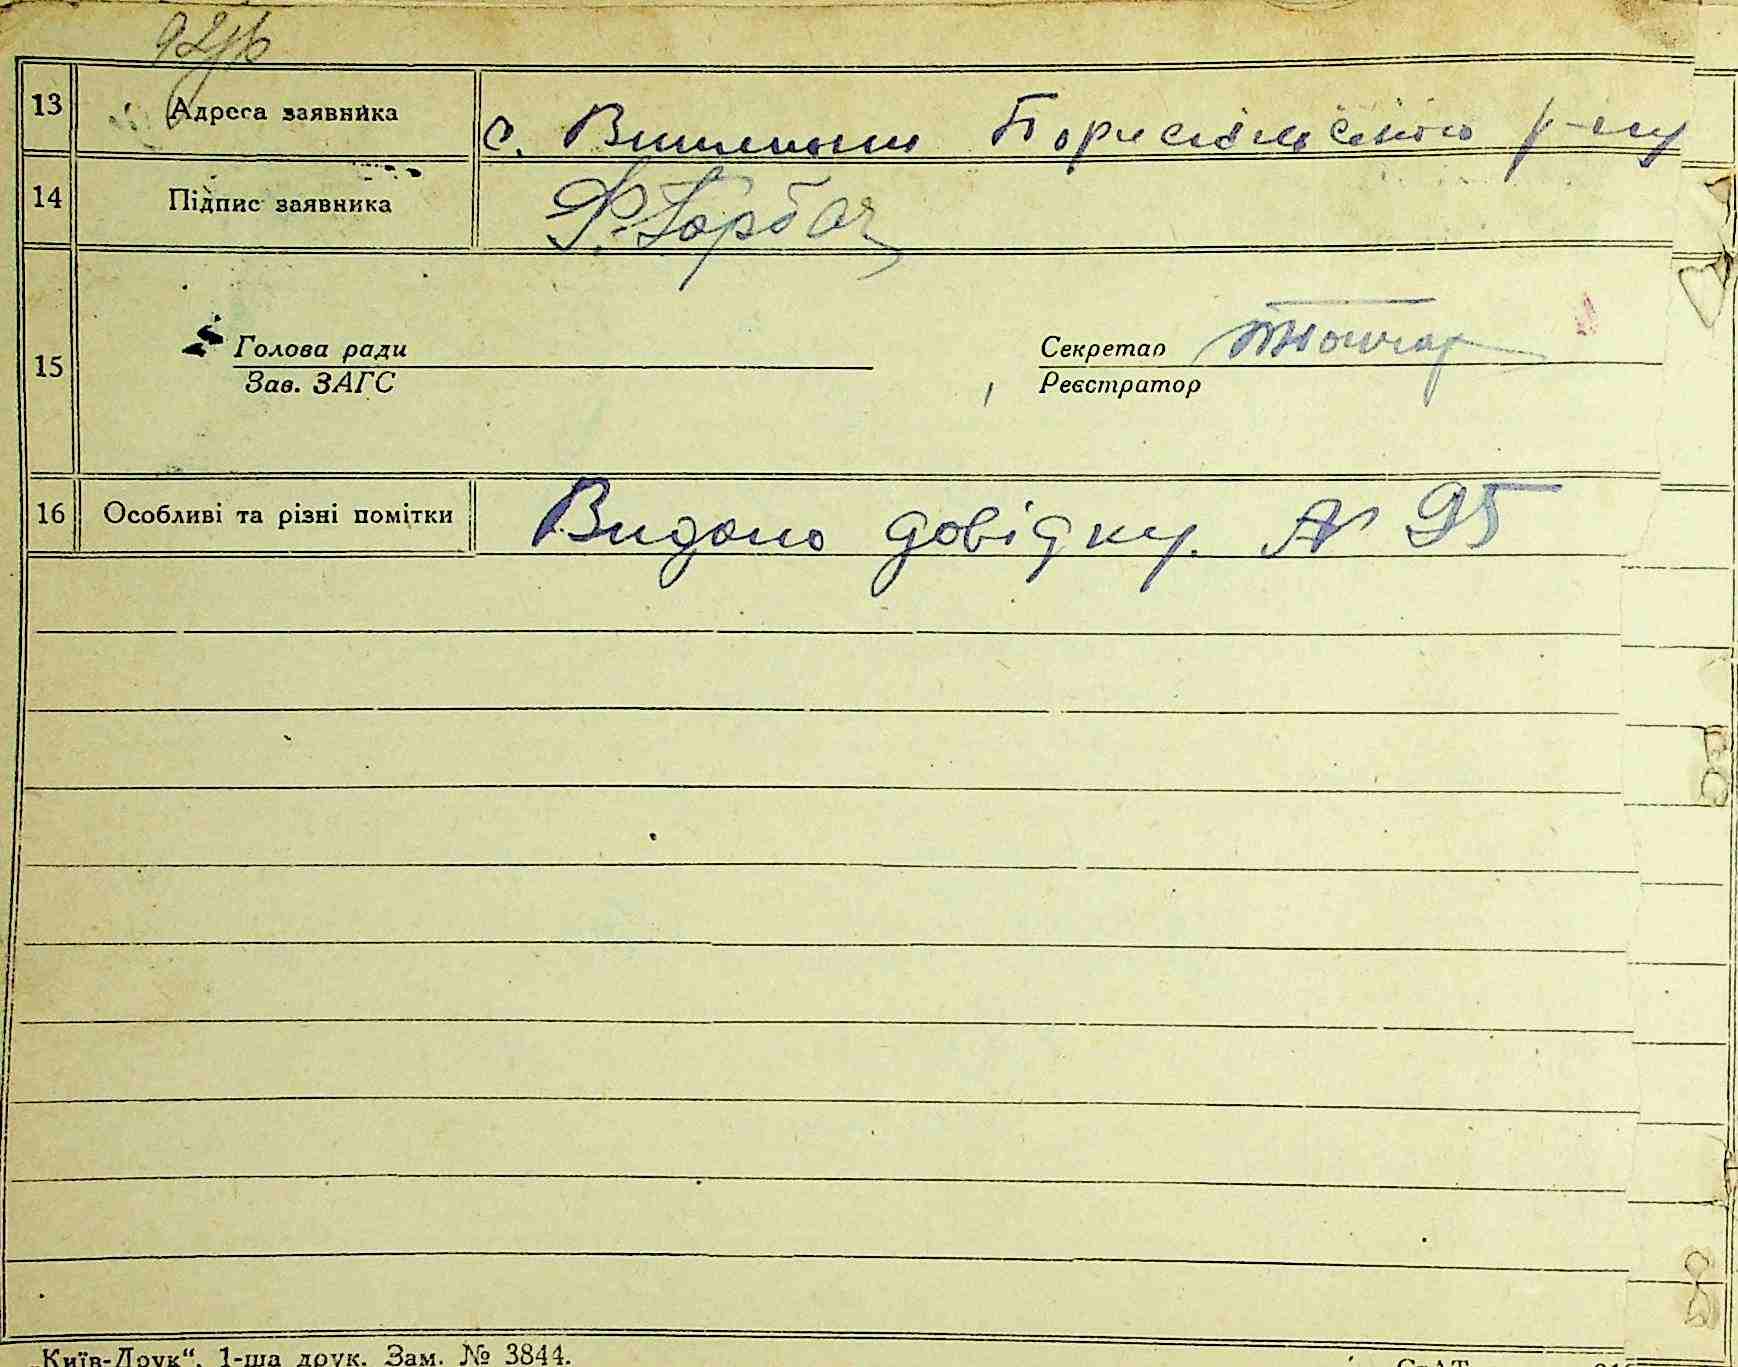 13 Адреса заявника с. Вишеньки Бориспільського р-ну
14 Підпис заявника Ф. Горбач
Голова ради Секретар
15
Зав. ЗАГС Реєстратор
16 Особливі та різні помітки Видано довідку № 95
„Київ-Друк“. 1-ша друк. Зам. № 3844.